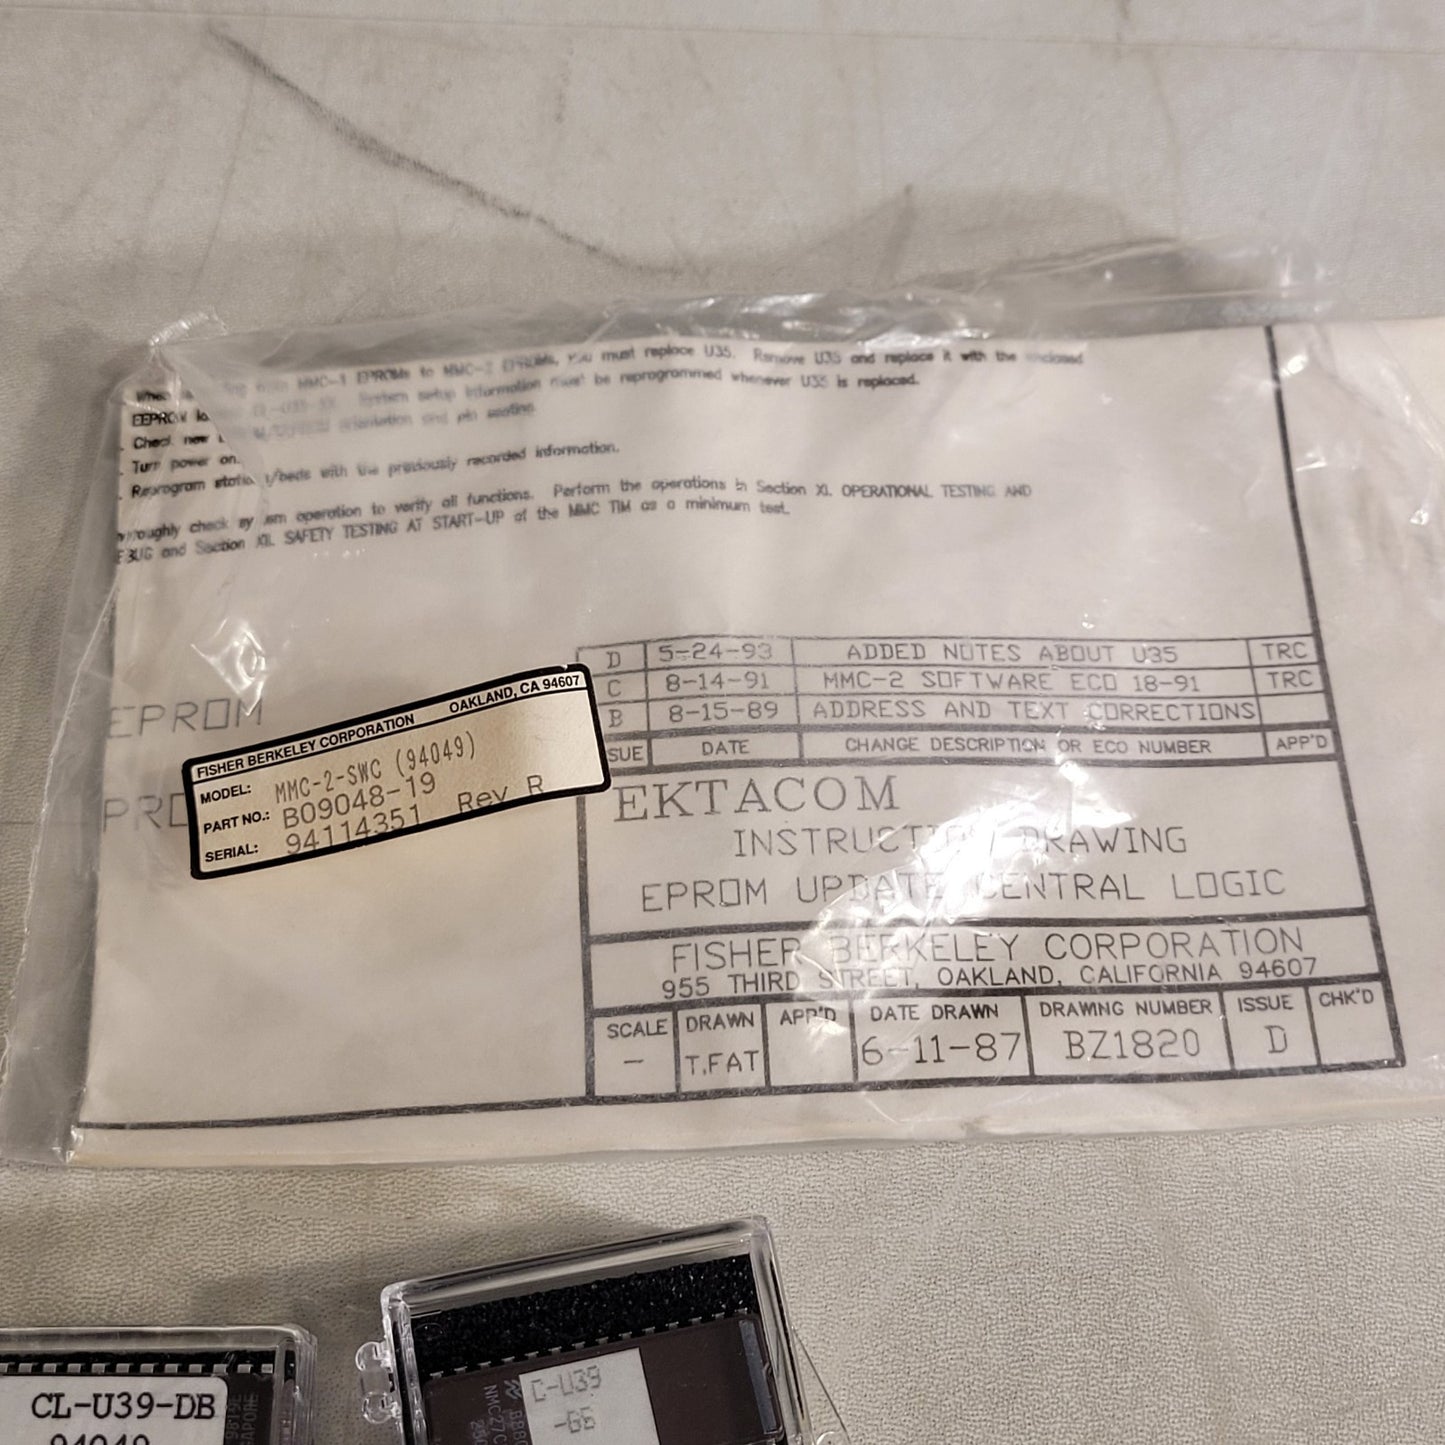 from MMC-1 EPROMs to MMC-2 EPROMs, you must replace U35. Remove U35 and replace it with the enclosed
EEPROM System setup information must be reprogrammed whenever U35 is replaced.
Check new orientation and pin seating.
Turn power on.
Reprogram station/beds with the previously recorded information.
roughly check system operation to verify all functions. Perform the operations in Section XI. OPERATIONAL TESTING AND
BUG and Section XII. SAFETY TESTING AT START-UP of the MMC TIM as a minimum test.
EPROM
PRO
FISHER BERKELEY CORPORATION OAKLAND, CA 94607
MODEL: MMC-2-SWC (94049)
PART NO.: B09048-19 Rev R
SERIAL: 94114351
D 5-24-93 ADDED NOTES ABOUT U35 TRC
C 8-14-91 MMC-2 SOFTWARE ECO 18-91 TRC
B 8-15-89 ADDRESS AND TEXT CORRECTIONS
SUE DATE CHANGE DESCRIPTION OR ECO NUMBER APP'D
EKTACOM
INSTRUCTION DRAWING
EPROM UPDATE CENTRAL LOGIC
FISHER BERKELEY CORPORATION
955 THIRD STREET, OAKLAND, CALIFORNIA 94607
SCALE DRAWN APP'D DATE DRAWN DRAWING NUMBER ISSUE CHK'D
- T.FAT 6-11-87 BZ1820 D
CL-U39-DB
94049
C-U39
-G6
NMC27C